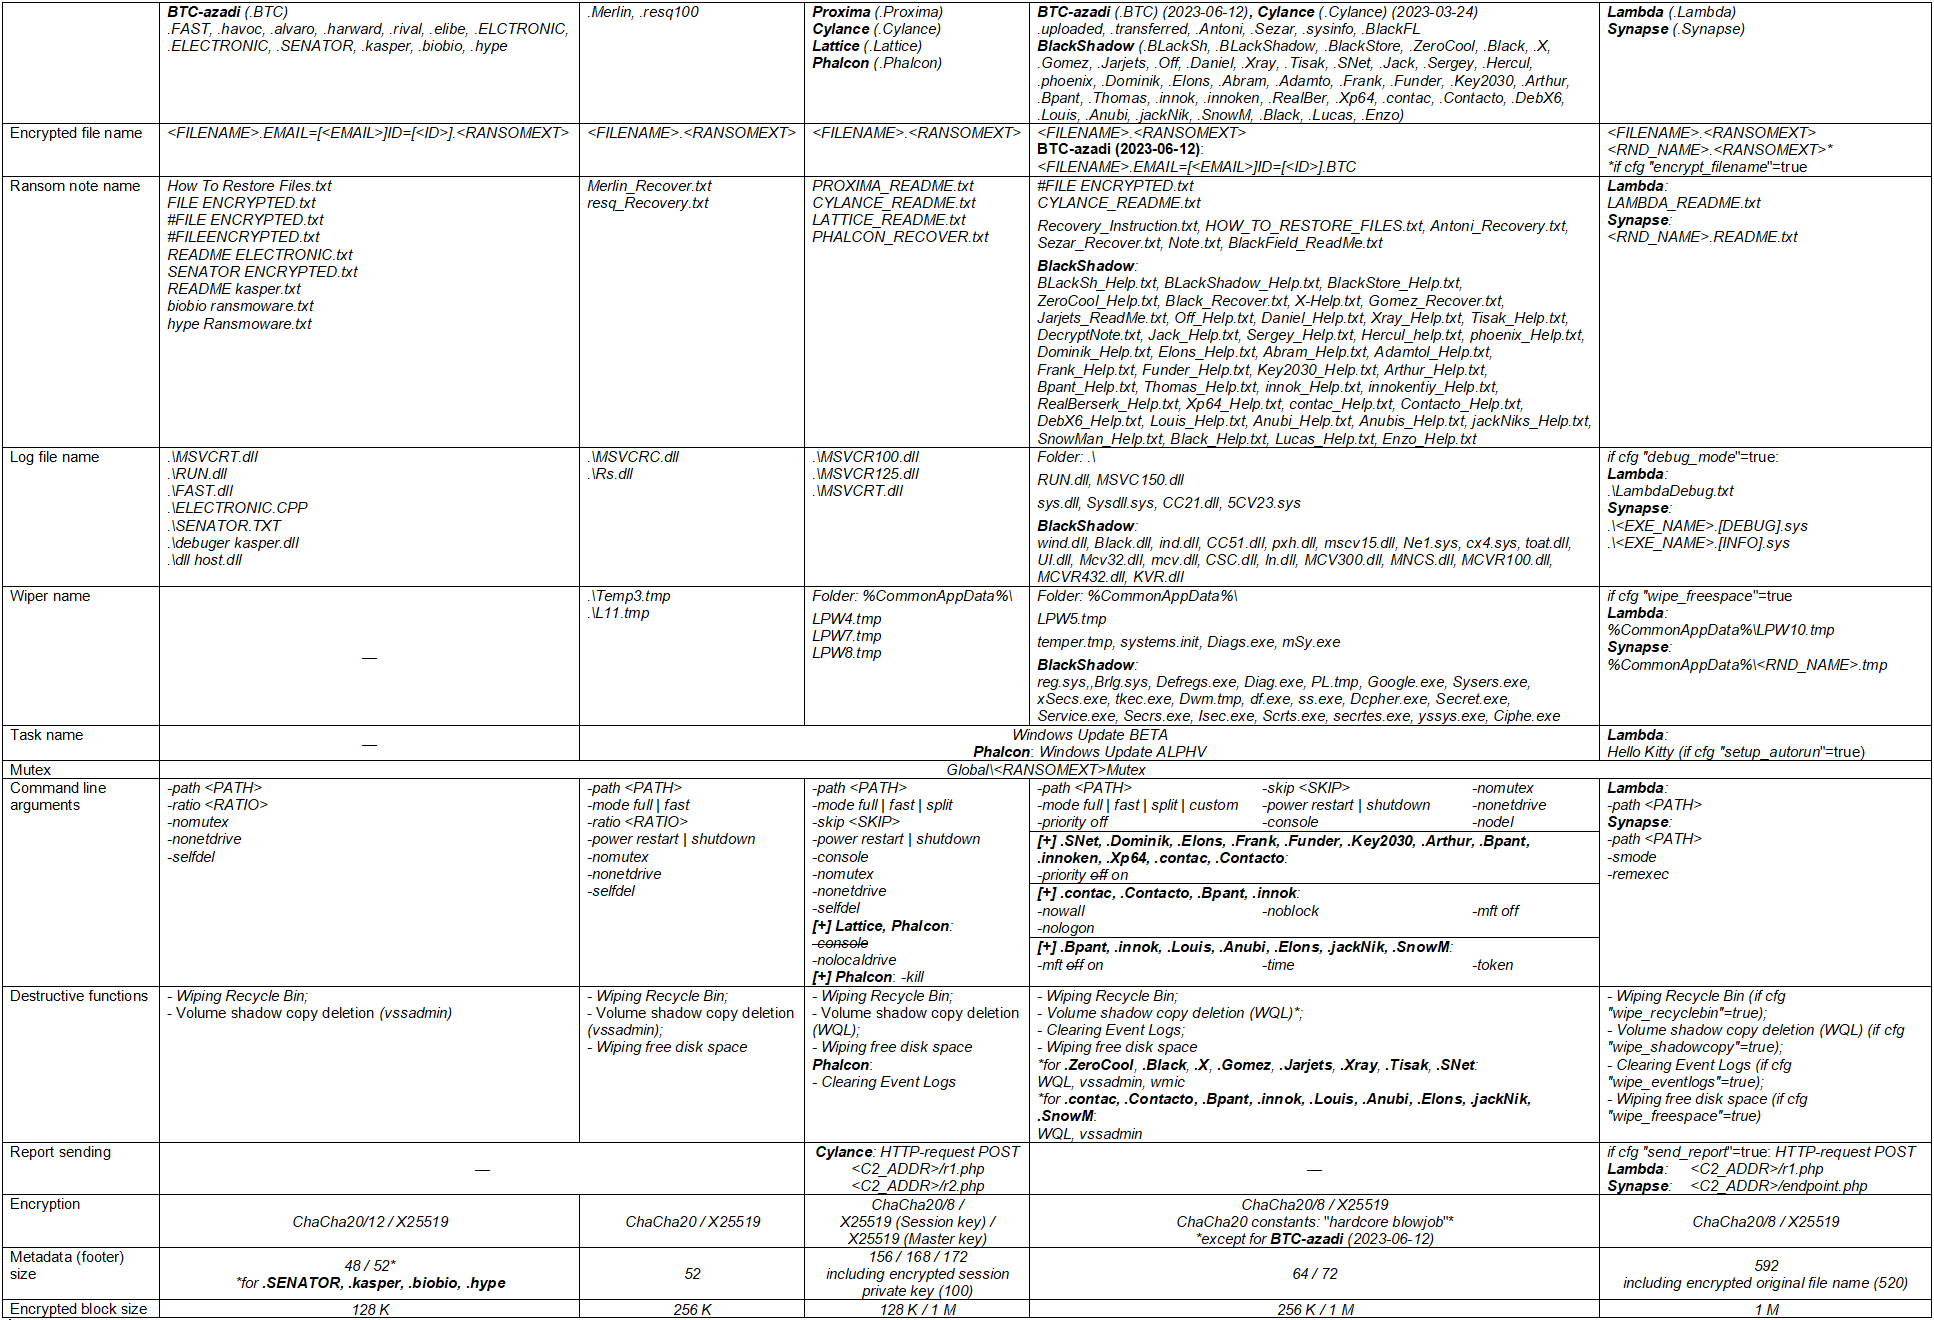 BTC-azadi (.BTC)
.FAST, .havoc, .alvaro, .harward, .rival, .elibe, .ELCTRONIC,
.ELECTRONIC, .SENATOR, .kasper, .biobio, .hype
.Merlin, .resq100
Proxima (.Proxima)
Cylance (.Cylance)
Lattice (.Lattice)
Phalcon (.Phalcon)
BTC-azadi (.BTC) (2023-06-12), Cylance (.Cylance) (2023-03-24)
.uploaded, .transferred, .Antoni, .Sezar, .sysinfo, .BlackFL
BlackShadow (.BLackSh, .BLackShadow, .BlackStore, .ZeroCool, .Black, .X,
.Gomez, .Jarjets, .Off, .Daniel, .Xray, .Tisak, .SNet, .Jack, .Sergey, .Hercul,
.phoenix, .Dominik, .Elons, .Abram, .Adamto, .Frank, .Funder, .Key2030, .Arthur,
.Bpant, .Thomas, .innok, .innoken, .RealBer, .Xp64, .contac, .Contacto, .DebX6,
.Louis, .Anubi, .jackNik, .SnowM, .Black, .Lucas, .Enzo)
Lambda (.Lambda)
Synapse (.Synapse)
Encrypted file name
<FILENAME>.EMAIL=[<EMAIL>]ID=[<ID>].<RANSOMEXT>
<FILENAME>.<RANSOMEXT>
<FILENAME>.<RANSOMEXT>
<FILENAME>.<RANSOMEXT>
BTC-azadi (2023-06-12):
<FILENAME>.EMAIL=[<EMAIL>]ID=[<ID>].BTC
<FILENAME>.<RANSOMEXT>
<RND_NAME>.<RANSOMEXT>*
*if cfg "encrypt_filename"=true
Ransom note name
How To Restore Files.txt
FILE ENCRYPTED.txt
#FILE ENCRYPTED.txt
#FILEENCRYPTED.txt
README ELECTRONIC.txt
SENATOR ENCRYPTED.txt
README kasper.txt
biobio ransmoware.txt
hype Ransmoware.txt
Merlin_Recover.txt
resq_Recovery.txt
PROXIMA_README.txt
CYLANCE_README.txt
LATTICE_README.txt
PHALCON_RECOVER.txt
#FILE ENCRYPTED.txt
CYLANCE_README.txt
Recovery_Instruction.txt, HOW_TO_RESTORE_FILES.txt, Antoni_Recovery.txt,
Sezar_Recover.txt, Note.txt, BlackField_ReadMe.txt
BlackShadow:
BLackSh_Help.txt, BLackShadow_Help.txt, BlackStore_Help.txt,
ZeroCool_Help.txt, Black_Recover.txt, X-Help.txt, Gomez_Recover.txt,
Jarjets_ReadMe.txt, Off_Help.txt, Daniel_Help.txt, Xray_Help.txt, Tisak_Help.txt,
DecryptNote.txt, Jack_Help.txt, Sergey_Help.txt, Hercul_help.txt, phoenix_Help.txt,
Dominik_Help.txt, Elons_Help.txt, Abram_Help.txt, Adamtol_Help.txt,
Frank_Help.txt, Funder_Help.txt, Key2030_Help.txt, Arthur_Help.txt,
Bpant_Help.txt, Thomas_Help.txt, innok_Help.txt, innokentiy_Help.txt,
RealBerserk_Help.txt, Xp64_Help.txt, contac_Help.txt, Contacto_Help.txt,
DebX6_Help.txt, Louis_Help.txt, Anubi_Help.txt, Anubis_Help.txt, jackNiks_Help.txt,
SnowMan_Help.txt, Black_Help.txt, Lucas_Help.txt, Enzo_Help.txt
Lambda:
LAMBDA_README.txt
Synapse:
<RND_NAME>.README.txt
Log file name
.\MSVCRT.dll
.\RUN.dll
.\FAST.dll
.\ELECTRONIC.CPP
.\SENATOR.TXT
.\debuger kasper.dll
.\dll host.dll
.\MSVCRC.dll
.\Rs.dll
.\MSVCR100.dll
.\MSVCR125.dll
.\MSVCRT.dll
Folder: .\
RUN.dll, MSVC150.dll
sys.dll, Sysdll.sys, CC21.dll, 5CV23.sys
BlackShadow:
wind.dll, Black.dll, ind.dll, CC51.dll, pxh.dll, mscv15.dll, Ne1.sys, cx4.sys, toat.dll,
UI.dll, Mcv32.dll, mcv.dll, CSC.dll, In.dll, MCV300.dll, MNCS.dll, MCVR100.dll,
MCVR432.dll, KVR.dll
if cfg "debug_mode"=true:
Lambda:
.\LambdaDebug.txt
Synapse:
.\<EXE_NAME>.[DEBUG].sys
.\<EXE_NAME>.[INFO].sys
Wiper name
—
.\Temp3.tmp
.\L11.tmp
Folder: %CommonAppData%\
LPW4.tmp
LPW7.tmp
LPW8.tmp
Folder: %CommonAppData%\
LPW5.tmp
temper.tmp, systems.init, Diags.exe, mSy.exe
BlackShadow:
reg.sys,,Brlg.sys, Defregs.exe, Diag.exe, PL.tmp, Google.exe, Sysers.exe,
xSecs.exe, tkec.exe, Dwm.tmp, df.exe, ss.exe, Dcpher.exe, Secret.exe,
Service.exe, Secrs.exe, Isec.exe, Scrts.exe, secrtes.exe, yssys.exe, Ciphe.exe
if cfg "wipe_freespace"=true
Lambda:
%CommonAppData%\LPW10.tmp
Synapse:
%CommonAppData%\<RND_NAME>.tmp
Task name
—
Windows Update BETA
Phalcon: Windows Update ALPHV
Lambda:
Hello Kitty (if cfg "setup_autorun"=true)
Mutex
Global\<RANSOMEXT>Mutex
Command line
arguments
-path <PATH>
-ratio <RATIO>
-nomutex
-nonetdrive
-selfdel
-path <PATH>
-mode full | fast
-ratio <RATIO>
-power restart | shutdown
-nomutex
-nonetdrive
-selfdel
-path <PATH>
-mode full | fast | split
-skip <SKIP>
-power restart | shutdown
-console
-nomutex
-nonetdrive
-selfdel
[+] Lattice, Phalcon:
-console
-nolocaldrive
[+] Phalcon: -kill
-path <PATH> -skip <SKIP> -nomutex
-mode full | fast | split | custom -power restart | shutdown -nonetdrive
-priority off -console -nodel
[+] .SNet, .Dominik, .Elons, .Frank, .Funder, .Key2030, .Arthur, .Bpant,
.innoken, .Xp64, .contac, .Contacto:
-priority off on
[+] .contac, .Contacto, .Bpant, .innok:
-nowall -noblock -mft off
-nologon
[+] .Bpant, .innok, .Louis, .Anubi, .Elons, .jackNik, .SnowM:
-mft off on -time -token
Lambda:
-path <PATH>
Synapse:
-path <PATH>
-smode
-remexec
Destructive functions
- Wiping Recycle Bin;
- Volume shadow copy deletion (vssadmin)
- Wiping Recycle Bin;
- Volume shadow copy deletion
(vssadmin);
- Wiping free disk space
- Wiping Recycle Bin;
- Volume shadow copy deletion
(WQL);
- Wiping free disk space
Phalcon:
- Clearing Event Logs
- Wiping Recycle Bin;
- Volume shadow copy deletion (WQL)*;
- Clearing Event Logs;
- Wiping free disk space
*for .ZeroCool, .Black, .X, .Gomez, .Jarjets, .Xray, .Tisak, .SNet:
WQL, vssadmin, wmic
*for .contac, .Contacto, .Bpant, .innok, .Louis, .Anubi, .Elons, .jackNik,
.SnowM:
WQL, vssadmin
- Wiping Recycle Bin (if cfg
"wipe_recyclebin"=true);
- Volume shadow copy deletion (WQL) (if cfg
"wipe_shadowcopy"=true);
- Clearing Event Logs (if cfg
"wipe_eventlogs"=true);
- Wiping free disk space (if cfg
"wipe_freespace"=true)
Report sending
—
Cylance: HTTP-request POST
<C2_ADDR>/r1.php
<C2_ADDR>/r2.php
—
if cfg "send_report"=true: HTTP-request POST
Lambda: <C2_ADDR>/r1.php
Synapse: <C2_ADDR>/endpoint.php
Encryption
ChaCha20/12 / X25519
ChaCha20 / X25519
ChaCha20/8 /
X25519 (Session key) /
X25519 (Master key)
ChaCha20/8 / X25519
ChaCha20 constants: "hardcore blowjob"*
*except for BTC-azadi (2023-06-12)
ChaCha20/8 / X25519
Metadata (footer)
size
48 / 52*
*for .SENATOR, .kasper, .biobio, .hype
52
156 / 168 / 172
including encrypted session
private key (100)
64 / 72
592
including encrypted original file name (520)
Encrypted block size
128 K
256 K
128 K / 1 M
256 K / 1 M
1 M